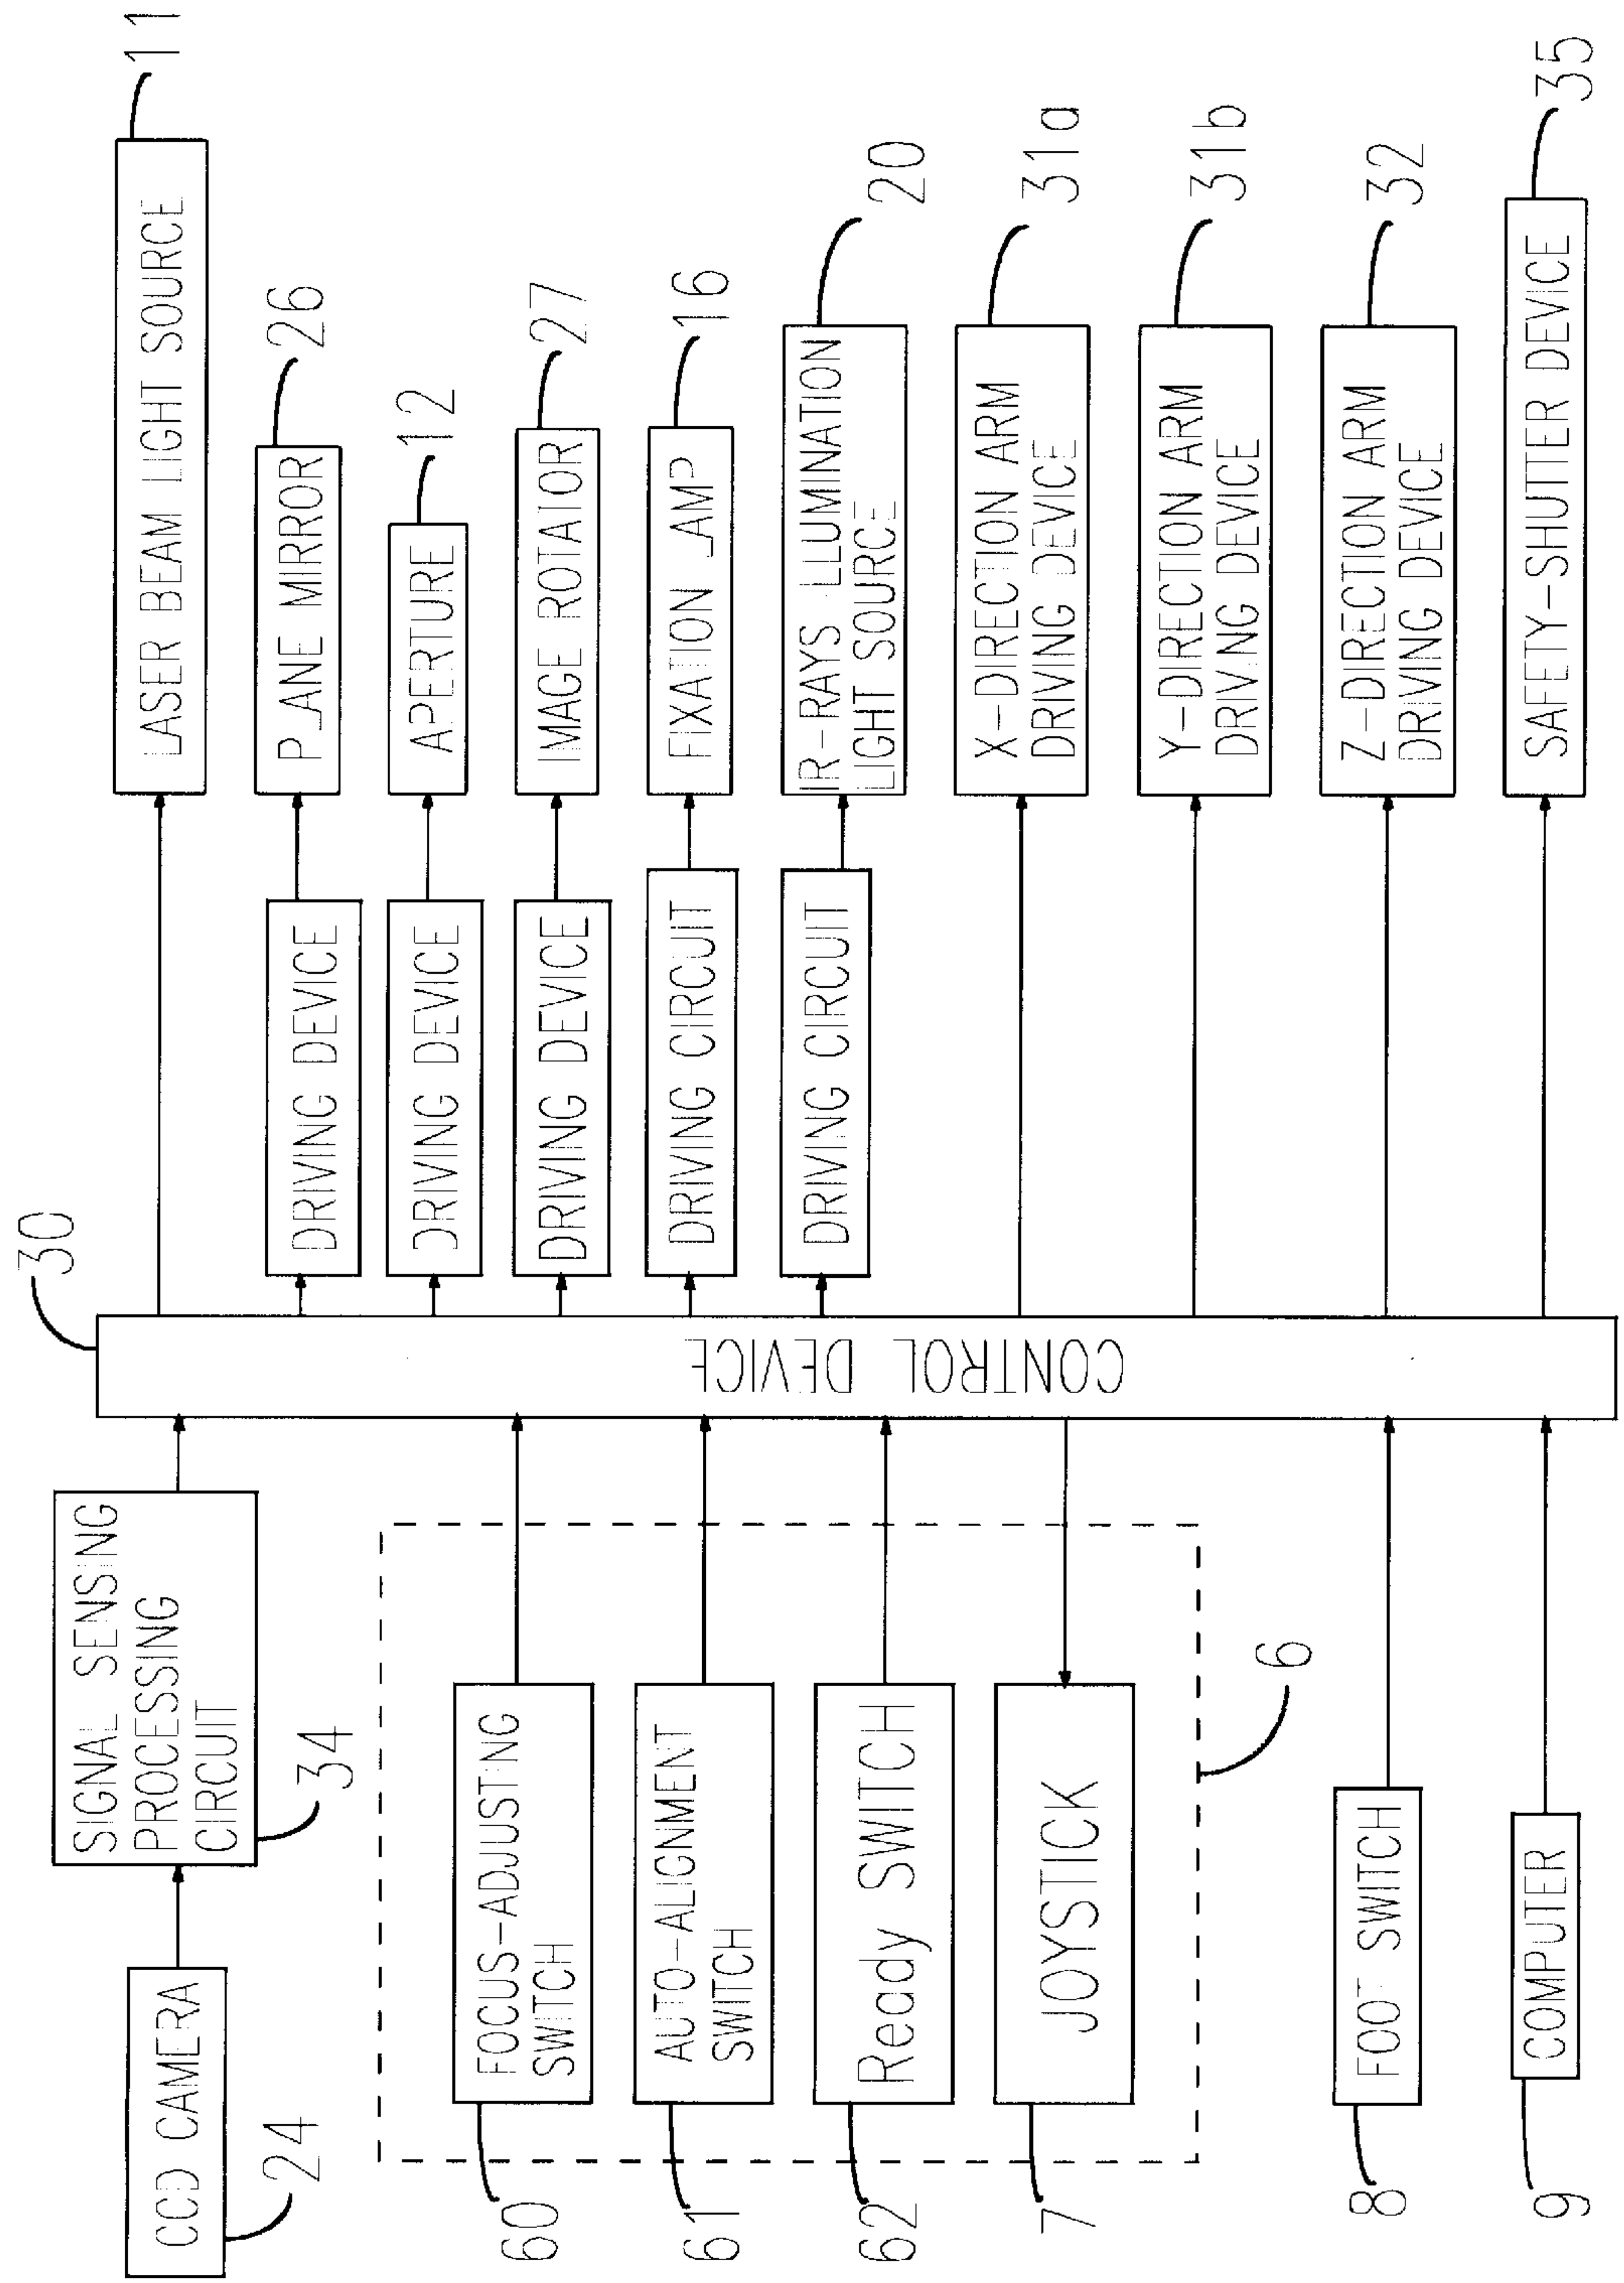 CCD CAMERA
24
SIGNAL SENSING
PROCESSING
CIRCUIT
34
FOCUS-ADJUSTING
SWITCH
60
AUTO-ALIGNMENT
SWITCH
61
Ready SWITCH
62
JOYSTICK
7
6
FOOT SWITCH
8
COMPUTER
9
CONTROL DEVICE
30
LASER BEAM LIGHT SOURCE
11
DRIVING DEVICE
PLANE MIRROR
26
DRIVING DEVICE
APERTURE
12
DRIVING DEVICE
IMAGE ROTATOR
27
DRIVING CIRCUIT
FIXATION LAMP
16
DRIVING CIRCUIT
IR-RAYS ILLUMINATION
LIGHT SOURCE
20
X-DIRECTION ARM
DRIVING DEVICE
31a
Y-DIRECTION ARM
DRIVING DEVICE
31b
Z-DIRECTION ARM
DRIVING DEVICE
32
SAFETY-SHUTTER DEVICE
35